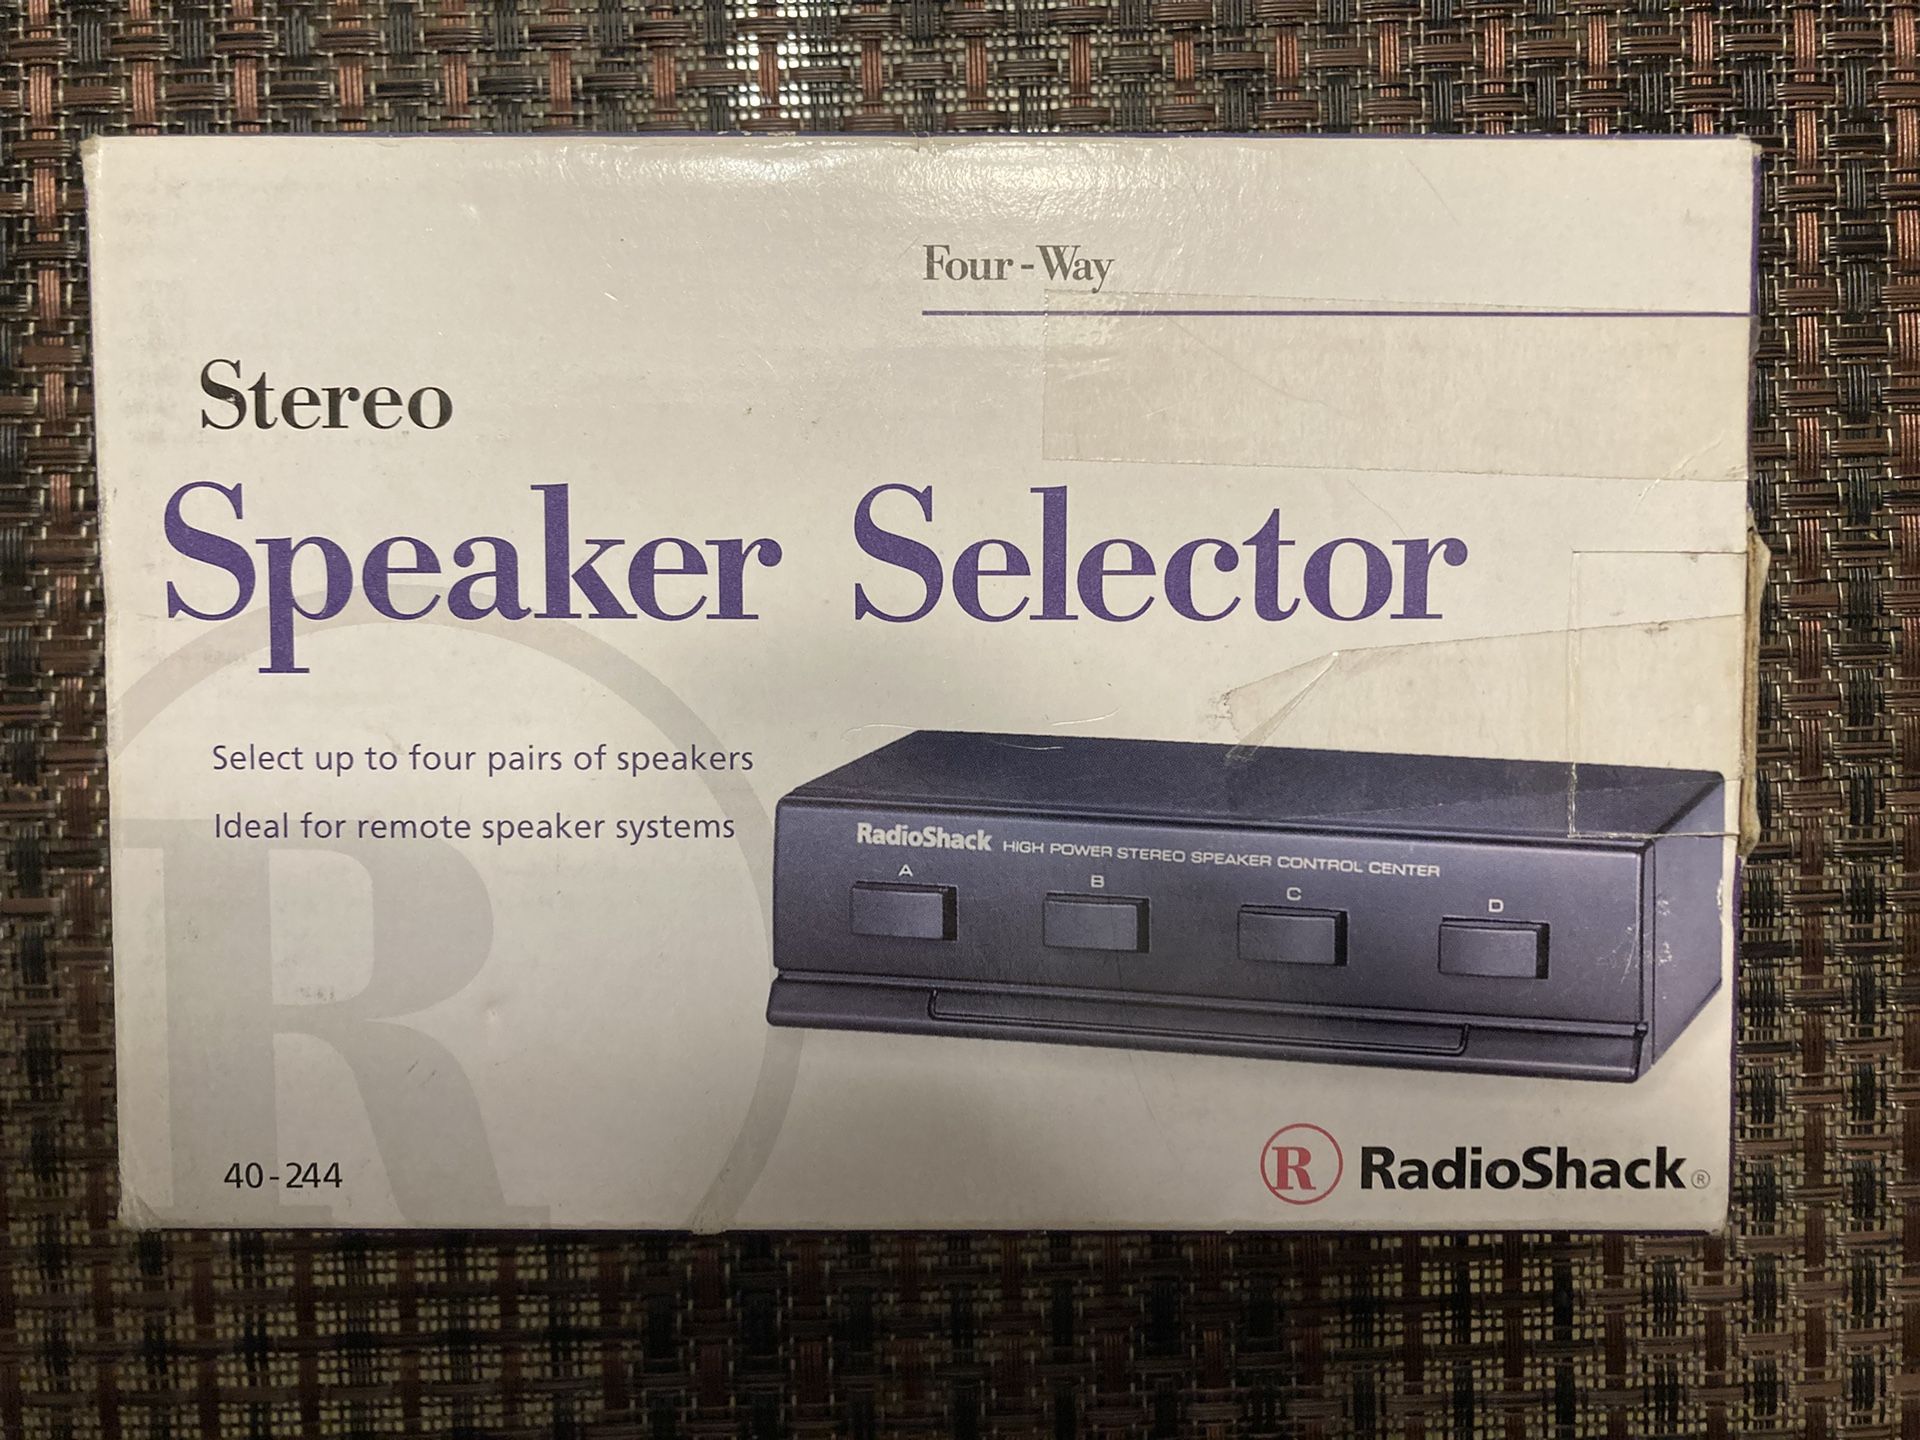 Four-Way
Stereo
Speaker Selector
Select up to four pairs of speakers
Ideal for remote speaker systems
RadioShack HIGH POWER STEREO SPEAKER CONTROL CENTER
A B C D
R
40-244
R RadioShack®